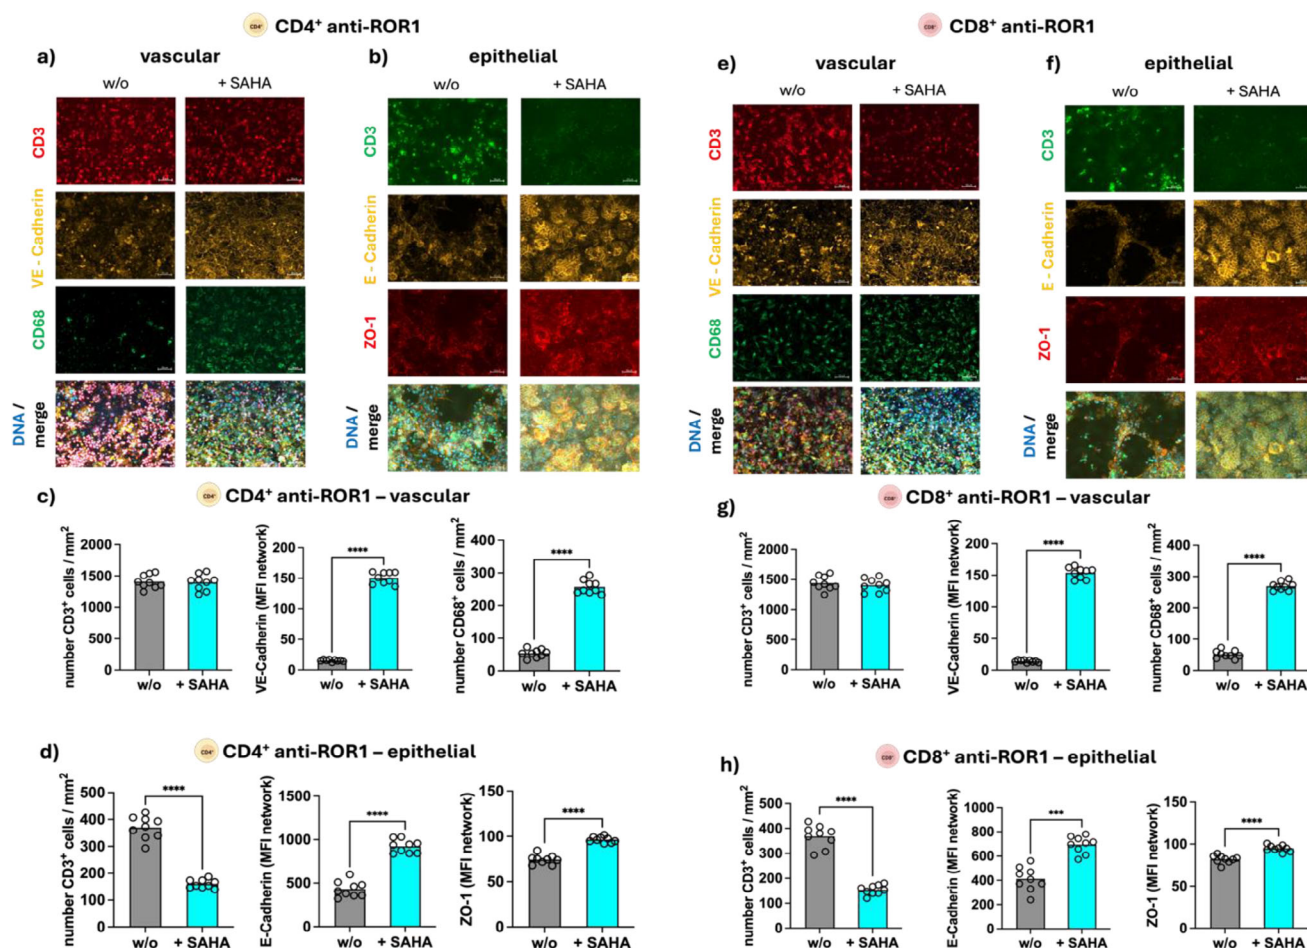 CD4⁺ CD4⁺ anti-ROR1
a) vascular
w/o + SAHA
CD3
VE - Cadherin
CD68
DNA / merge
b) epithelial
w/o + SAHA
CD3
E - Cadherin
ZO-1
DNA / merge
CD8⁺ CD8⁺ anti-ROR1
e) vascular
w/o + SAHA
CD3
VE - Cadherin
CD68
DNA / merge
f) epithelial
w/o + SAHA
CD3
E - Cadherin
ZO-1
DNA / merge
c) CD4⁺ CD4⁺ anti-ROR1 – vascular
number CD3⁺ cells / mm²
2000
1500
1000
500
0
w/o + SAHA
VE-Cadherin (MFI network)
200
150
100
50
0
****
w/o + SAHA
number CD68⁺ cells / mm²
400
300
200
100
0
****
w/o + SAHA
g) CD8⁺ CD8⁺ anti-ROR1 – vascular
number CD3⁺ cells / mm²
2000
1500
1000
500
0
w/o + SAHA
VE-Cadherin (MFI network)
200
150
100
50
0
****
w/o + SAHA
number CD68⁺ cells / mm²
400
300
200
100
0
****
w/o + SAHA
d) CD4⁺ CD4⁺ anti-ROR1 – epithelial
number CD3⁺ cells / mm²
500
400
300
200
100
0
****
w/o + SAHA
E-Cadherin (MFI network)
1500
1000
500
0
****
w/o + SAHA
ZO-1 (MFI network)
150
100
50
0
****
w/o + SAHA
h) CD8⁺ CD8⁺ anti-ROR1 – epithelial
number CD3⁺ cells / mm²
500
400
300
200
100
0
****
w/o + SAHA
E-Cadherin (MFI network)
1000
800
600
400
200
0
***
w/o + SAHA
ZO-1 (MFI network)
150
100
50
0
****
w/o + SAHA